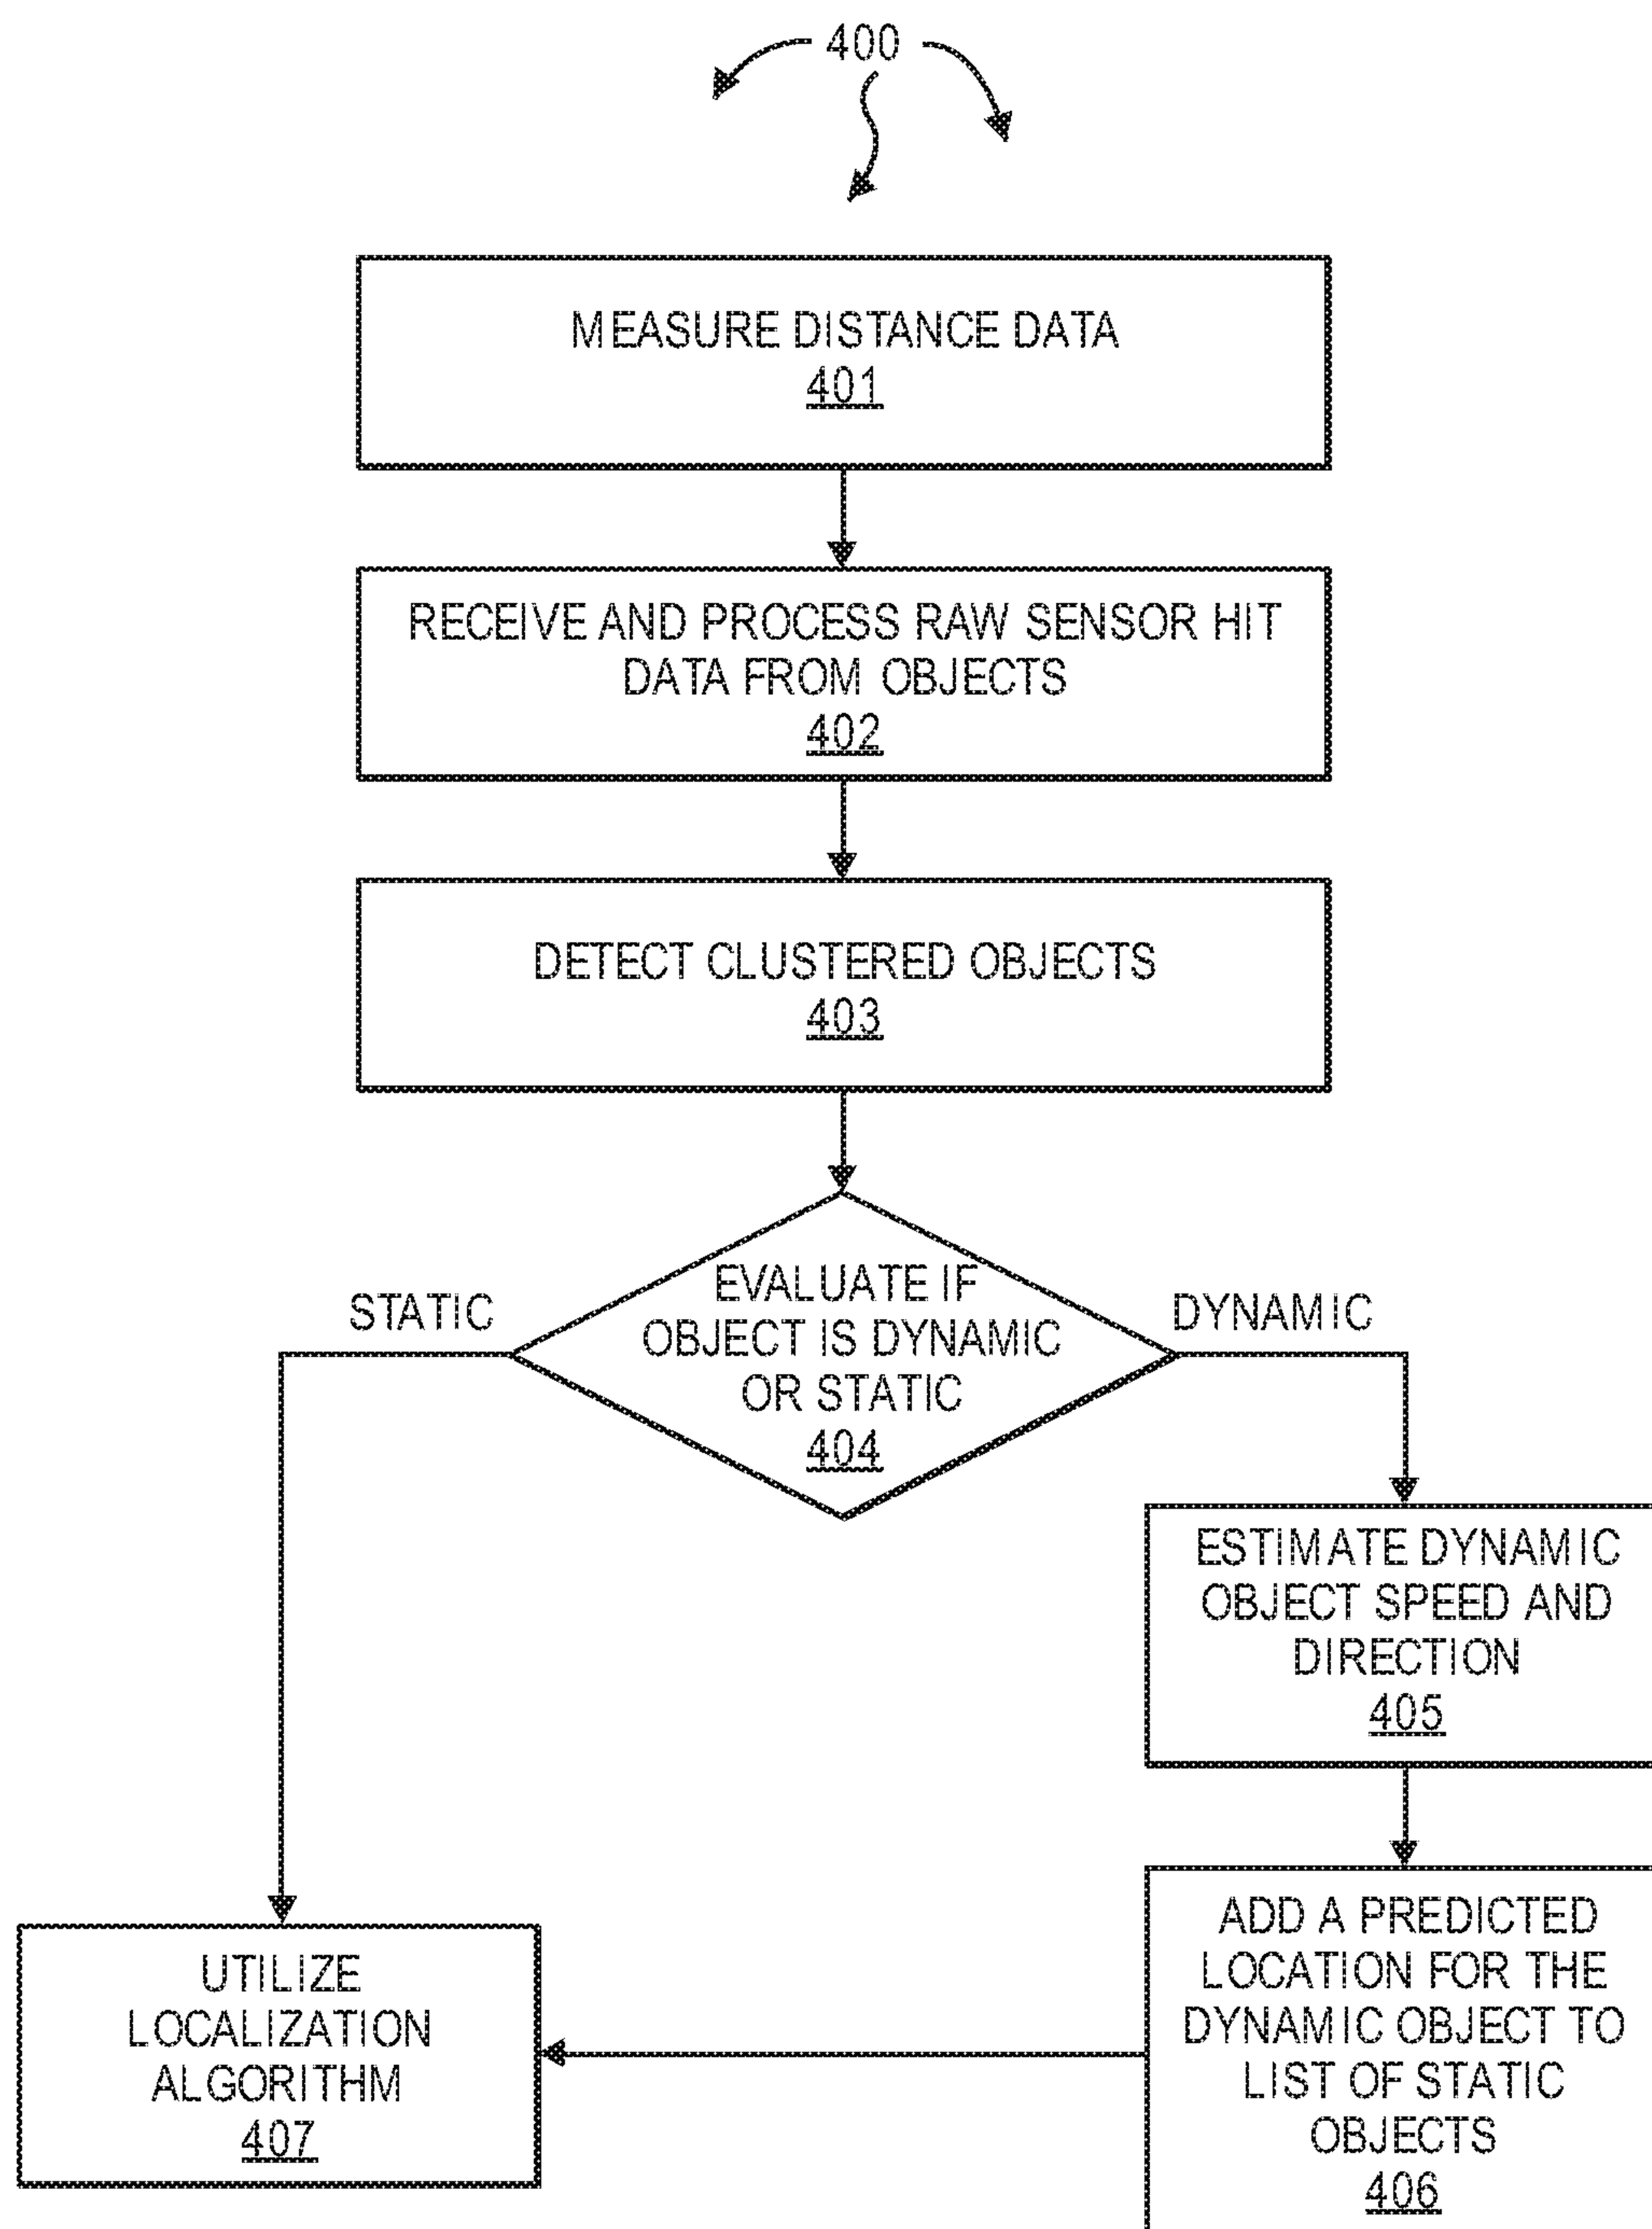 400
MEASURE DISTANCE DATA
401
RECEIVE AND PROCESS RAW SENSOR HIT
DATA FROM OBJECTS
402
DETECT CLUSTERED OBJECTS
403
EVALUATE IF
OBJECT IS DYNAMIC
OR STATIC
404
STATIC
DYNAMIC
ESTIMATE DYNAMIC
OBJECT SPEED AND
DIRECTION
405
ADD A PREDICTED
LOCATION FOR THE
DYNAMIC OBJECT TO
LIST OF STATIC
OBJECTS
406
UTILIZE
LOCALIZATION
ALGORITHM
407